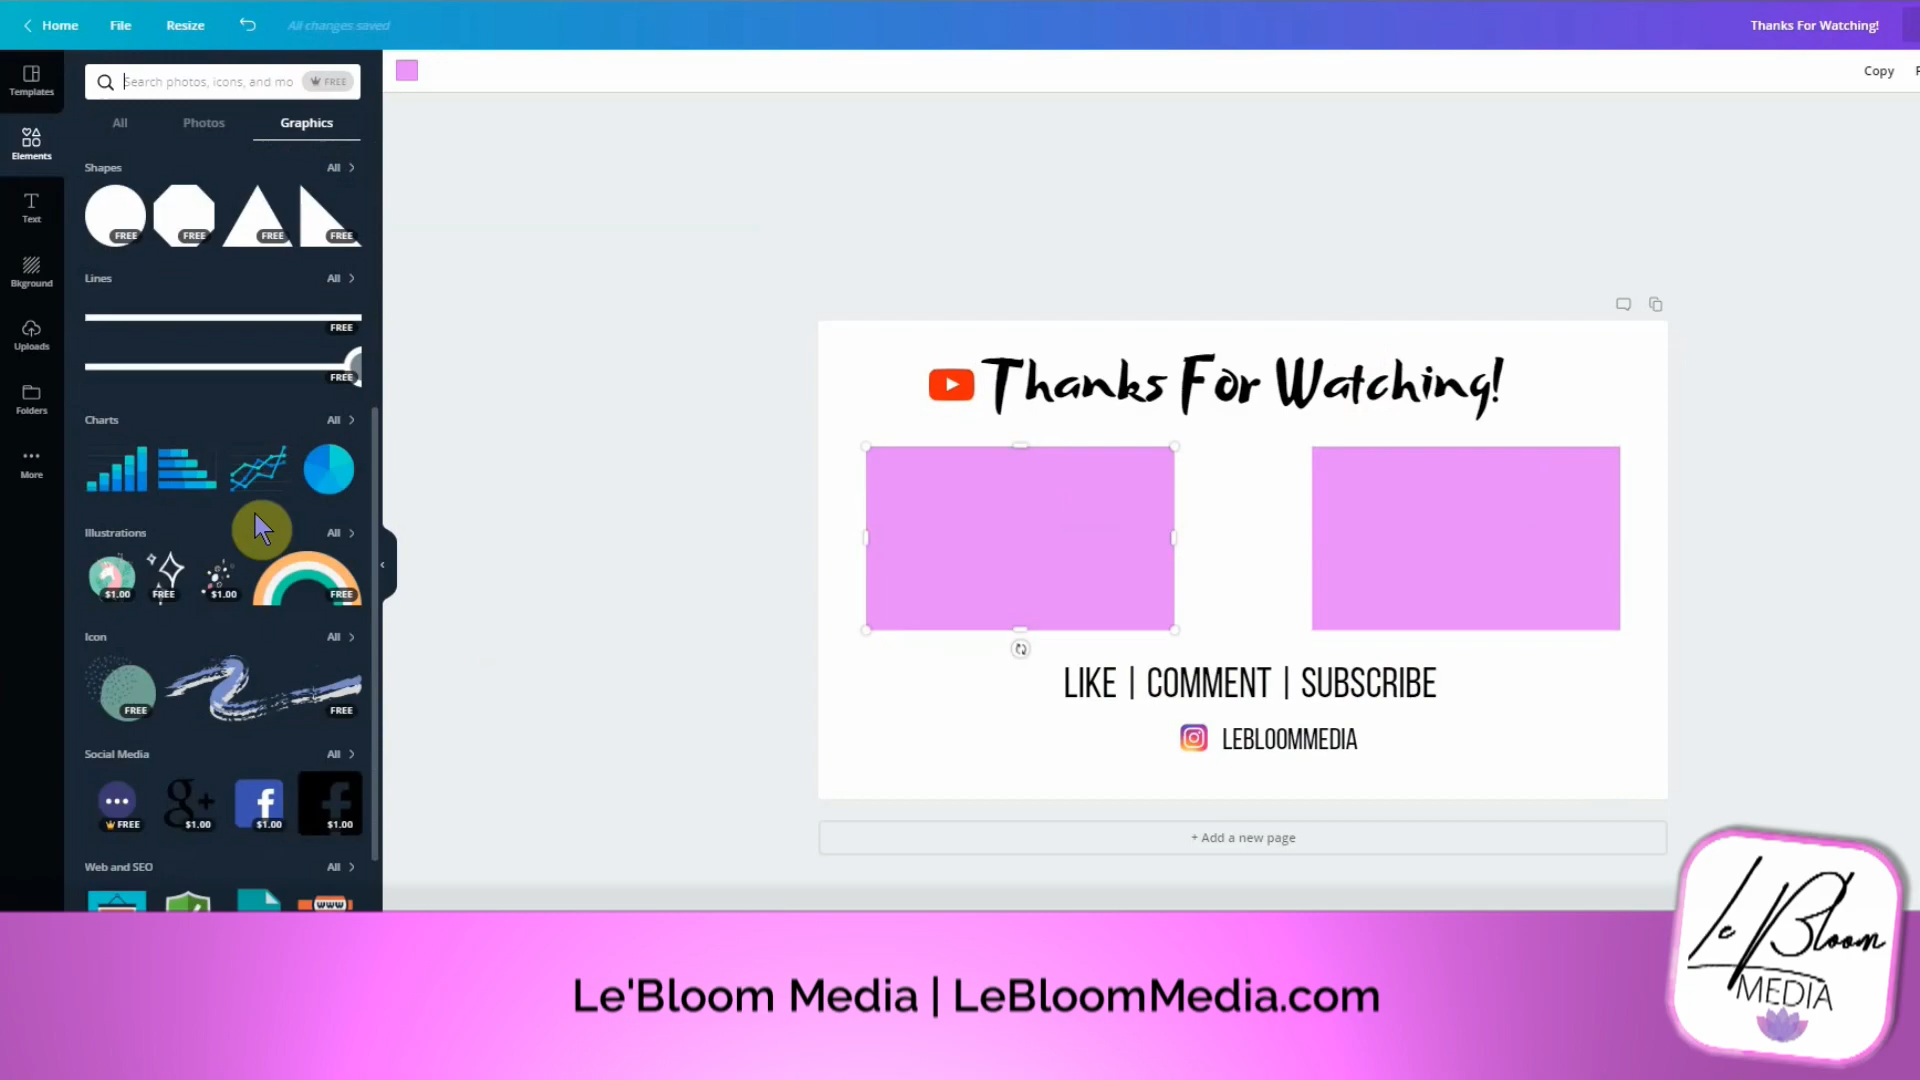 Home File Resize All changes saved Thanks For Watching!
Search photos, icons, and mo FREE
Copy
Templates
All Photos Graphics
Elements
Shapes All
FREE FREE FREE FREE
Text
Bkground
Lines All
FREE
Uploads
FREE
Folders
Charts All
More
Illustrations All
$1.00 FREE $1.00 FREE
Icon All
FREE FREE
Social Media All
FREE $1.00 $1.00 $1.00
Web and SEO All
WWW
Thanks For Watching!
LIKE | COMMENT | SUBSCRIBE
LEBLOOMMEDIA
+ Add a new page
Le'Bloom Media | LeBloomMedia.com
Le Bloom
MEDIA